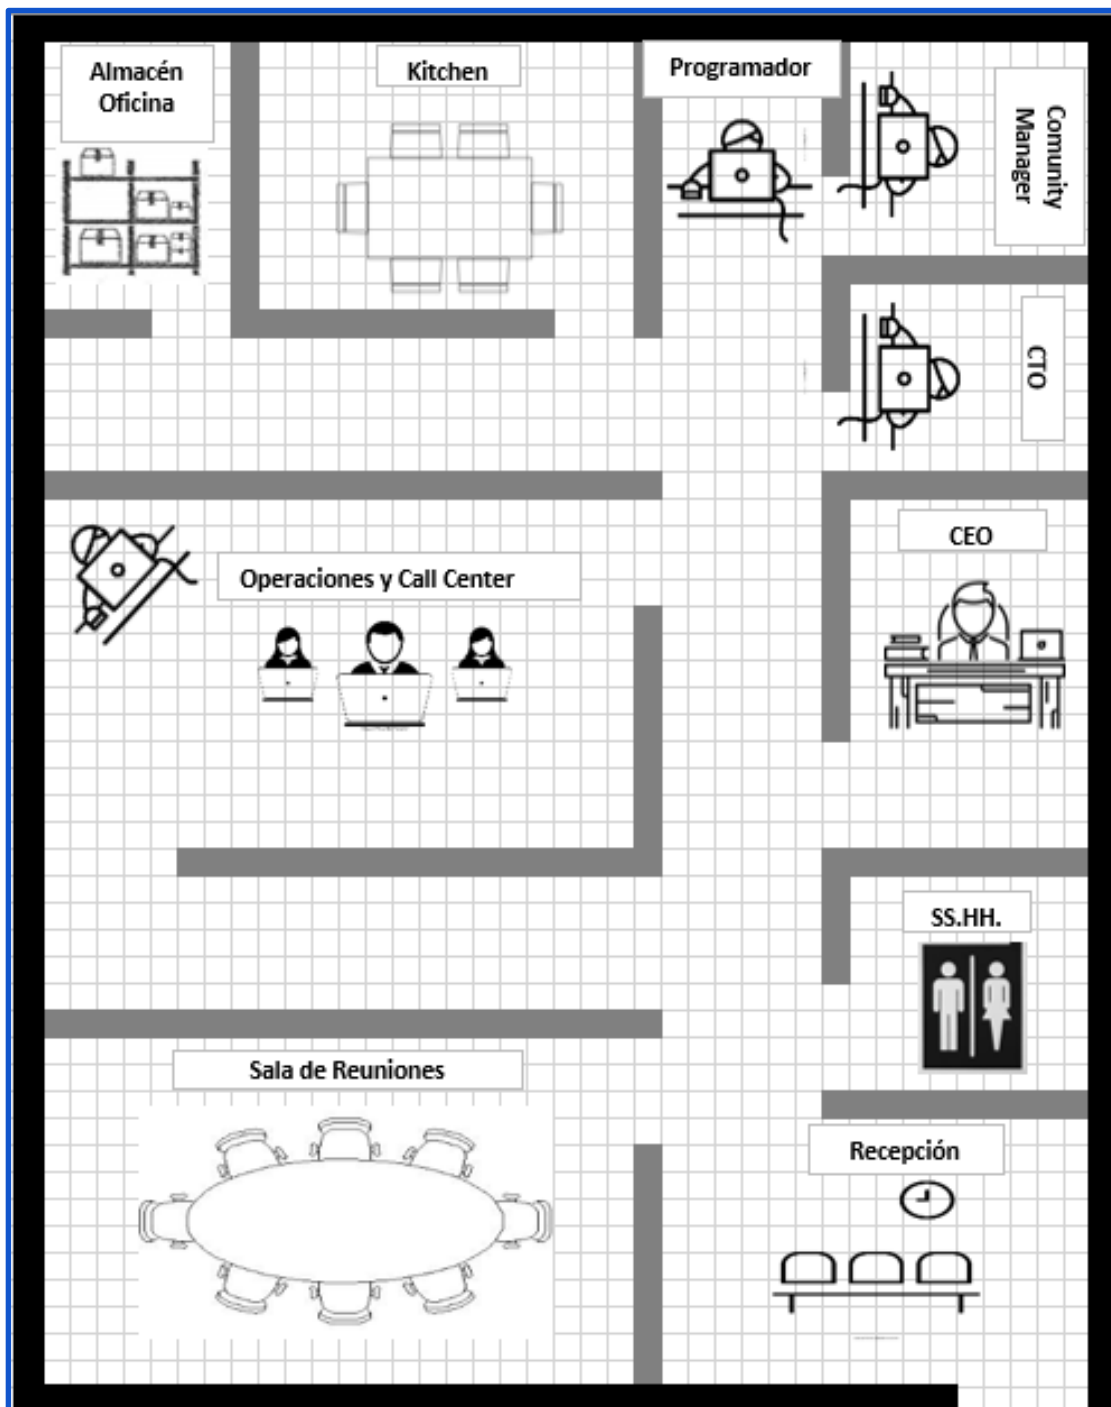 Almacén
Oficina
Kitchen
Programador
Comunity
Manager
CTO
CEO
Operaciones y Call Center
SS.HH.
Sala de Reuniones
Recepción